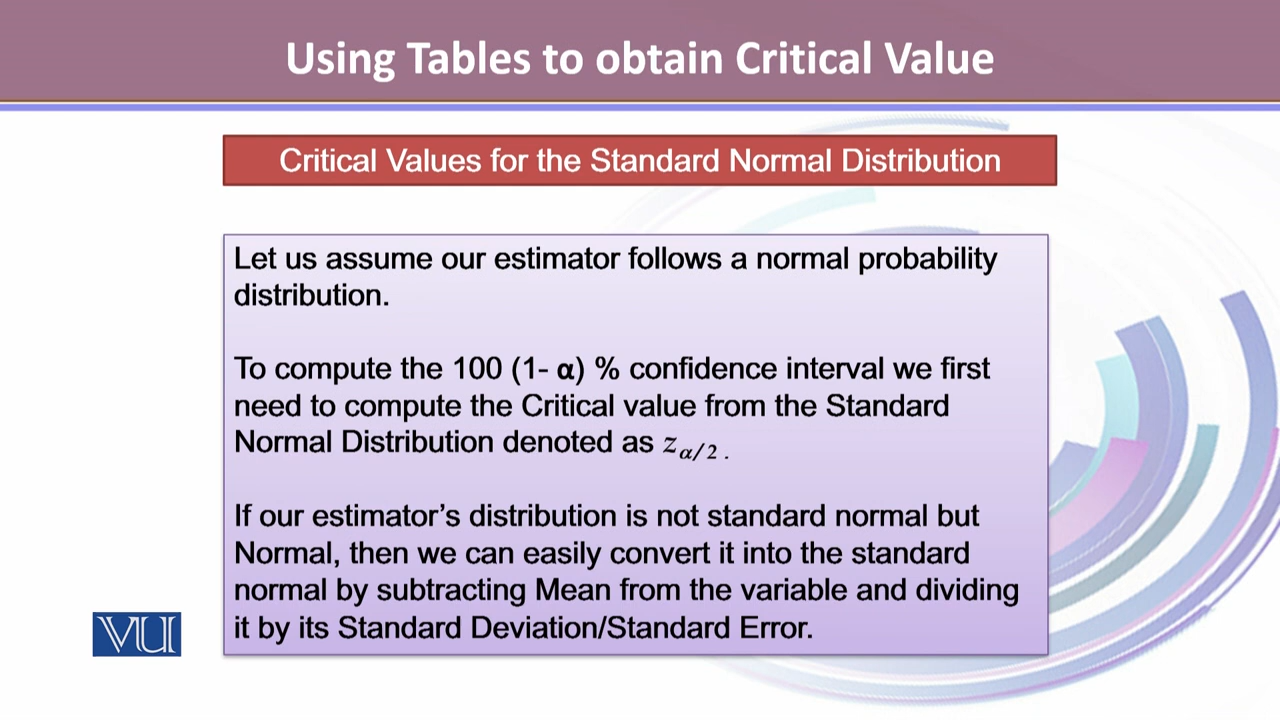 Using Tables to obtain Critical Value
Critical Values for the Standard Normal Distribution
Let us assume our estimator follows a normal probability
distribution.
To compute the 100 (1- α) % confidence interval we first
need to compute the Critical value from the Standard
Normal Distribution denoted as z_{α/2} .
If our estimator’s distribution is not standard normal but
Normal, then we can easily convert it into the standard
normal by subtracting Mean from the variable and dividing
it by its Standard Deviation/Standard Error.
VU